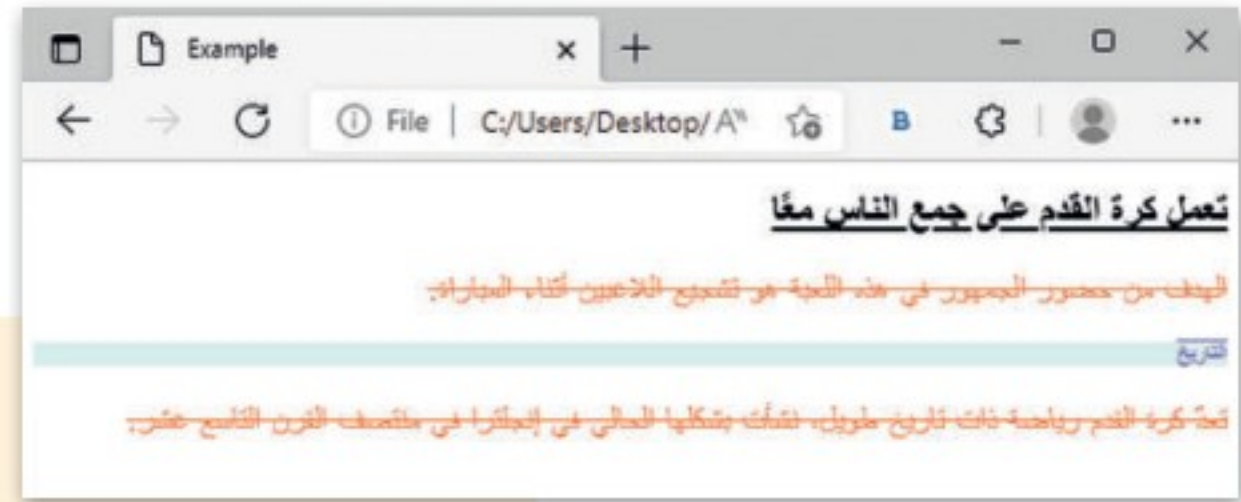 Example
File | C:/Users/Desktop/ A
B
تعمل كرة القدم على جمع الناس معًا
الهدف من حضور الجمهور في هذه اللعبة هو تشجيع اللاعبين أثناء المباراة.
التاريخ
تعدّ كرة القدم رياضة ذات تاريخ طويل، نشأت بشكلها الحالي في إنجلترا في منتصف القرن التاسع عشر.